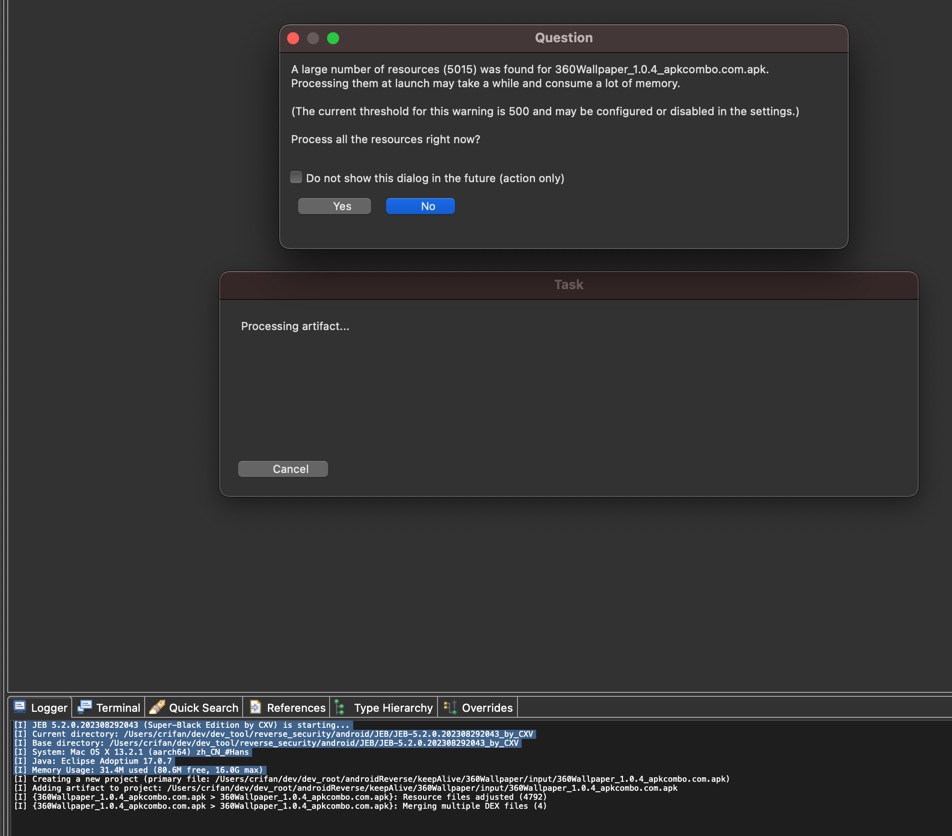 Question
A large number of resources (5015) was found for 360Wallpaper_1.0.4_apkcombo.com.apk.
Processing them at launch may take a while and consume a lot of memory.
(The current threshold for this warning is 500 and may be configured or disabled in the settings.)
Process all the resources right now?
Do not show this dialog in the future (action only)
Yes No
Task
Processing artifact...
Cancel
Logger Terminal Quick Search References Type Hierarchy Overrides
[I] JEB 5.2.0.202308292043 (Super-Black Edition by CXV) is starting...
[I] Current directory: /Users/crifan/dev/dev_tool/reverse_security/android/JEB/JEB-5.2.0.202308292043_by_CXV
[I] Base directory: /Users/crifan/dev/dev_tool/reverse_security/android/JEB/JEB-5.2.0.202308292043_by_CXV
[I] System: Mac OS X 13.2.1 (aarch64) zh_CN_#Hans
[I] Java: Eclipse Adoptium 17.0.7
[I] Memory Usage: 31.4M used (80.6M free, 16.0G max)
[I] Creating a new project (primary file: /Users/crifan/dev/dev_root/androidReverse/keepAlive/360Wallpaper/input/360Wallpaper_1.0.4_apkcombo.com.apk)
[I] Adding artifact to project: /Users/crifan/dev/dev_root/androidReverse/keepAlive/360Wallpaper/input/360Wallpaper_1.0.4_apkcombo.com.apk
[I] {360Wallpaper_1.0.4_apkcombo.com.apk > 360Wallpaper_1.0.4_apkcombo.com.apk}: Resource files adjusted (4792)
[I] {360Wallpaper_1.0.4_apkcombo.com.apk > 360Wallpaper_1.0.4_apkcombo.com.apk}: Merging multiple DEX files (4)